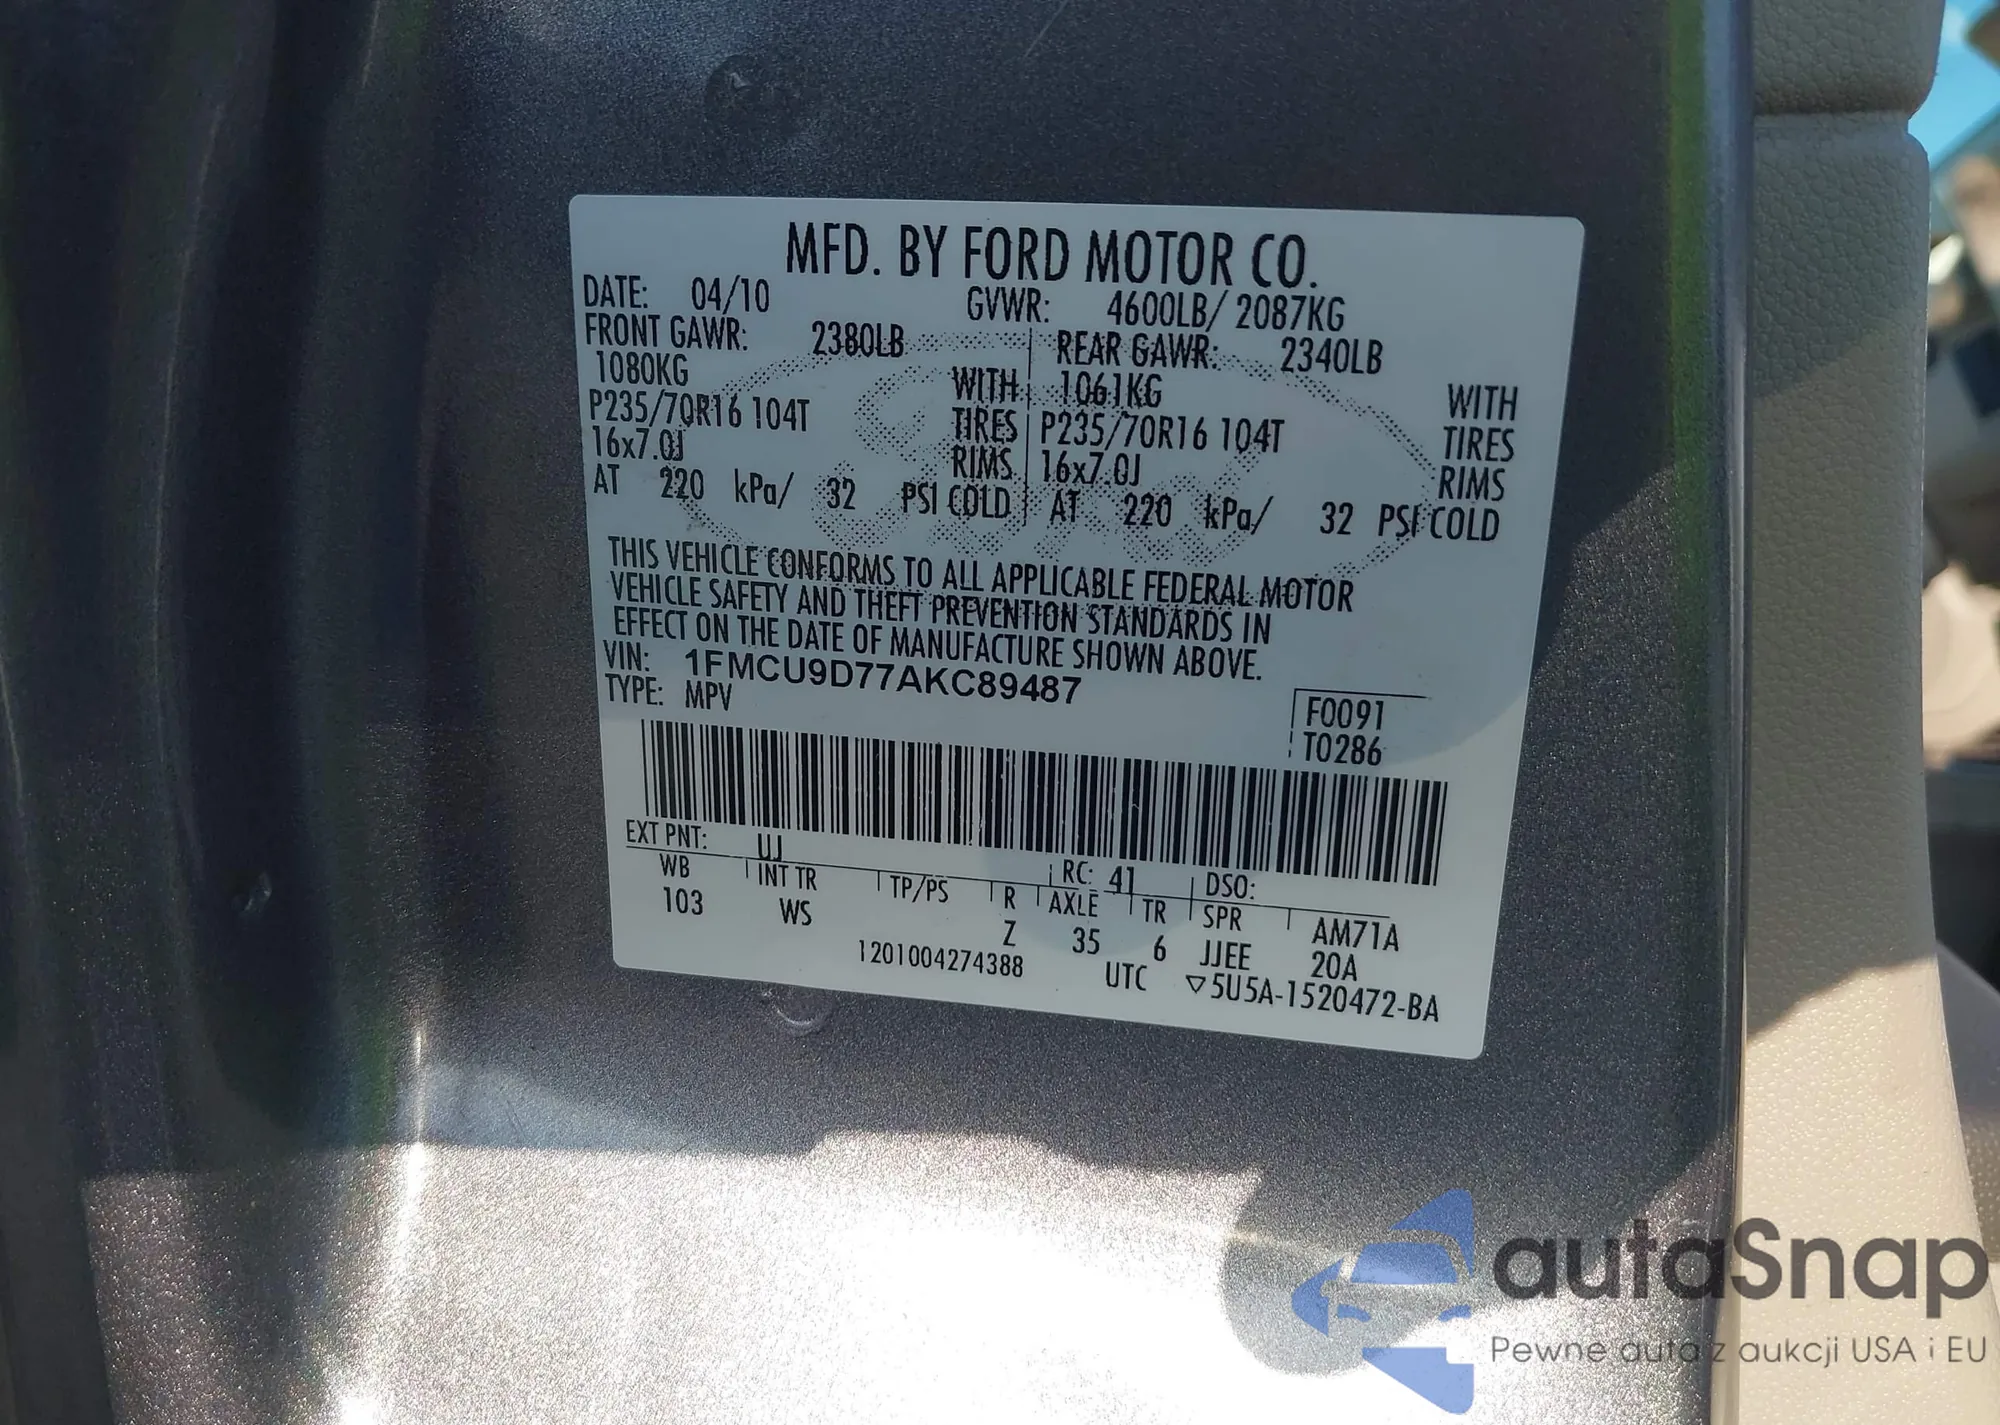 MFD. BY FORD MOTOR CO.
DATE: 04/10 GVWR: 4600LB/ 2087KG
FRONT GAWR: 2380LB REAR GAWR: 2340LB
1080KG WITH 1061KG WITH
P235/70R16 104T TIRES P235/70R16 104T TIRES
16x7.0J RIMS 16x7.0J RIMS
AT 220 kPa/ 32 PSI COLD AT 220 kPa/ 32 PSI COLD
THIS VEHICLE CONFORMS TO ALL APPLICABLE FEDERAL MOTOR
VEHICLE SAFETY AND THEFT PREVENTION STANDARDS IN
EFFECT ON THE DATE OF MANUFACTURE SHOWN ABOVE.
VIN: 1FMCU9D77AKC89487
TYPE: MPV
F0091
T0286
EXT PNT: UJ RC: 41 DSO:
WB INT TR TP/PS R AXLE TR SPR AM71A
103 WS Z 35 6 JJEE 20A
1201004274388 UTC ▽5U5A-1520472-BA
autaSnap
Pewne auta z aukcji USA i EU